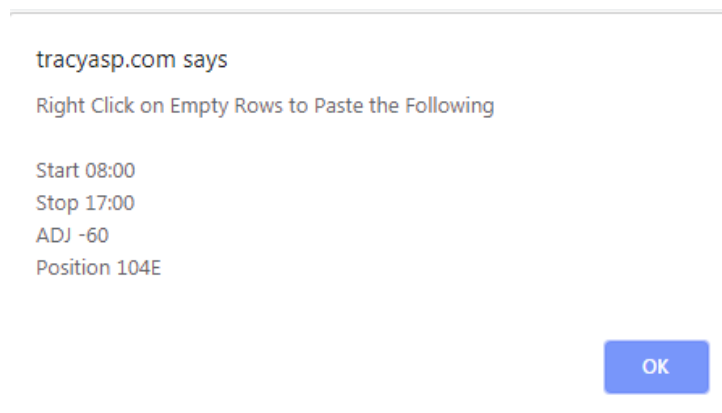 tracyasp.com says
Right Click on Empty Rows to Paste the Following
Start 08:00
Stop 17:00
ADJ -60
Position 104E
OK